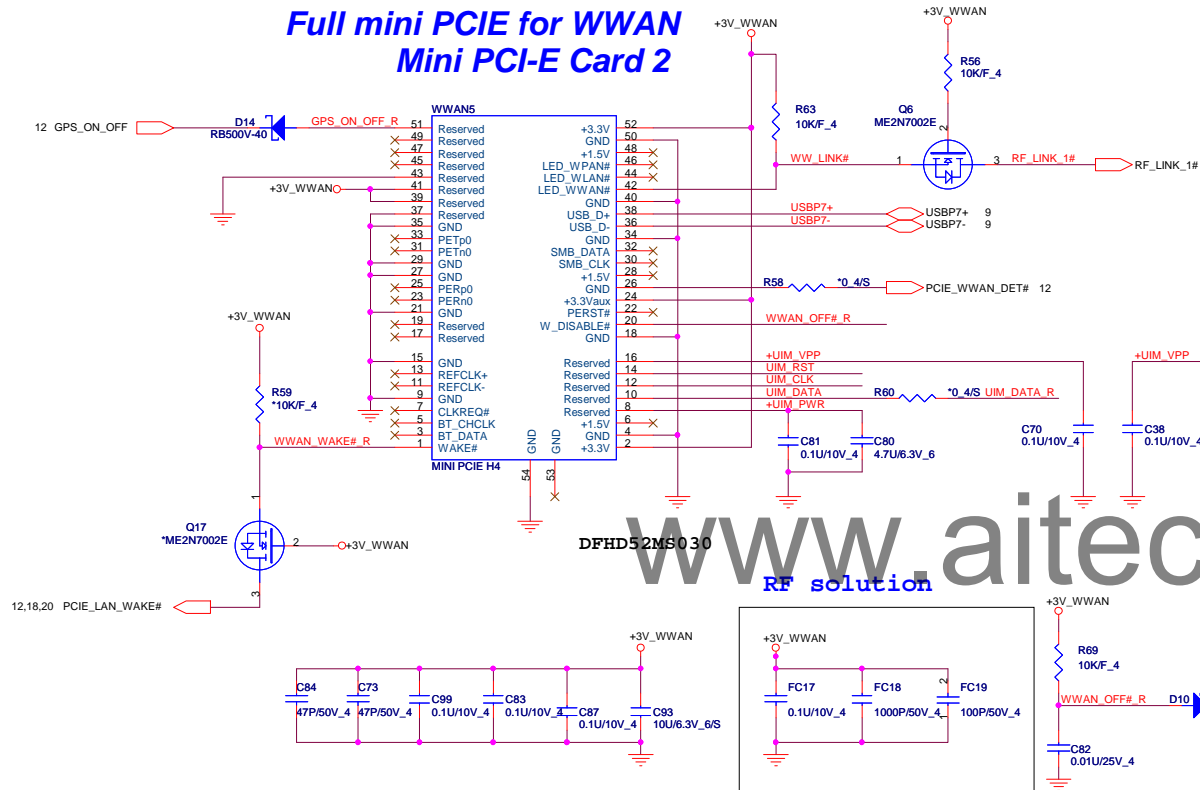 Full mini PCIE for WWAN
Mini PCI-E Card 2
+3V_WWAN
+3V_WWAN
R56
10K/F_4
R63
10K/F_4
Q6
ME2N7002E
2
WW_LINK#
1
3
RF_LINK_1#
RF_LINK_1#
12 GPS_ON_OFF
D14
RB500V-40
GPS_ON_OFF_R
WWAN5
51 Reserved +3.3V 52
49 Reserved GND 50
47 Reserved +1.5V 48
45 Reserved LED_WPAN# 46
43 Reserved LED_WLAN# 44
+3V_WWAN
41 Reserved LED_WWAN# 42
39 Reserved GND 40
37 Reserved USB_D+ 38 USBP7+ USBP7+ 9
35 GND USB_D- 36 USBP7- USBP7- 9
33 PETp0 GND 34
31 PETn0 SMB_DATA 32
29 GND SMB_CLK 30
27 GND +1.5V 28
25 PERp0 GND 26
R58 *0_4/S PCIE_WWAN_DET# 12
23 PERn0 +3.3Vaux 24
21 GND PERST# 22
19 Reserved W_DISABLE# 20 WWAN_OFF#_R
17 Reserved GND 18
15 GND Reserved 16 +UIM_VPP
13 REFCLK+ Reserved 14 UIM_RST
11 REFCLK- Reserved 12 UIM_CLK
9 GND Reserved 10 UIM_DATA R60 *0_4/S UIM_DATA_R
7 CLKREQ# Reserved 8 +UIM_PWR
5 BT_CHCLK +1.5V 6
3 BT_DATA GND 4
1 WAKE# +3.3V 2
GND GND
54 53
MINI PCIE H4
DFHD52MS030
+UIM_VPP
C70
0.1U/10V_4
C38
0.1U/10V_4
C81
0.1U/10V_4
C80
4.7U/6.3V_6
+3V_WWAN
R59
*10K/F_4
WWAN_WAKE#_R
1
Q17
*ME2N7002E
2
+3V_WWAN
3
12,18,20 PCIE_LAN_WAKE#
www.aitec
RF solution
+3V_WWAN
C84
47P/50V_4
C73
47P/50V_4
C99
0.1U/10V_4
C83
0.1U/10V_4
C87
0.1U/10V_4
C93
10U/6.3V_6/S
+3V_WWAN
FC17
0.1U/10V_4
FC18
1000P/50V_4
2
FC19
100P/50V_4
1
+3V_WWAN
R69
10K/F_4
WWAN_OFF#_R
D10
C82
0.01U/25V_4